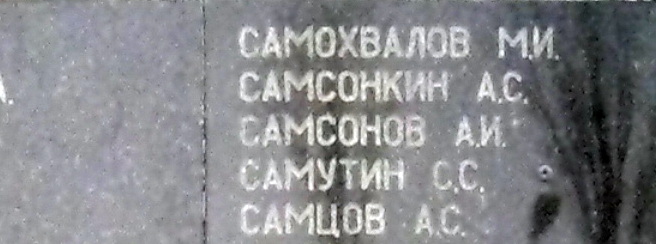 САМОХВАЛОВ М.И.
САМСОНКИН А.С.
САМСОНОВ А.И.
САМУТИН С.С.
САМЦОВ А.С.